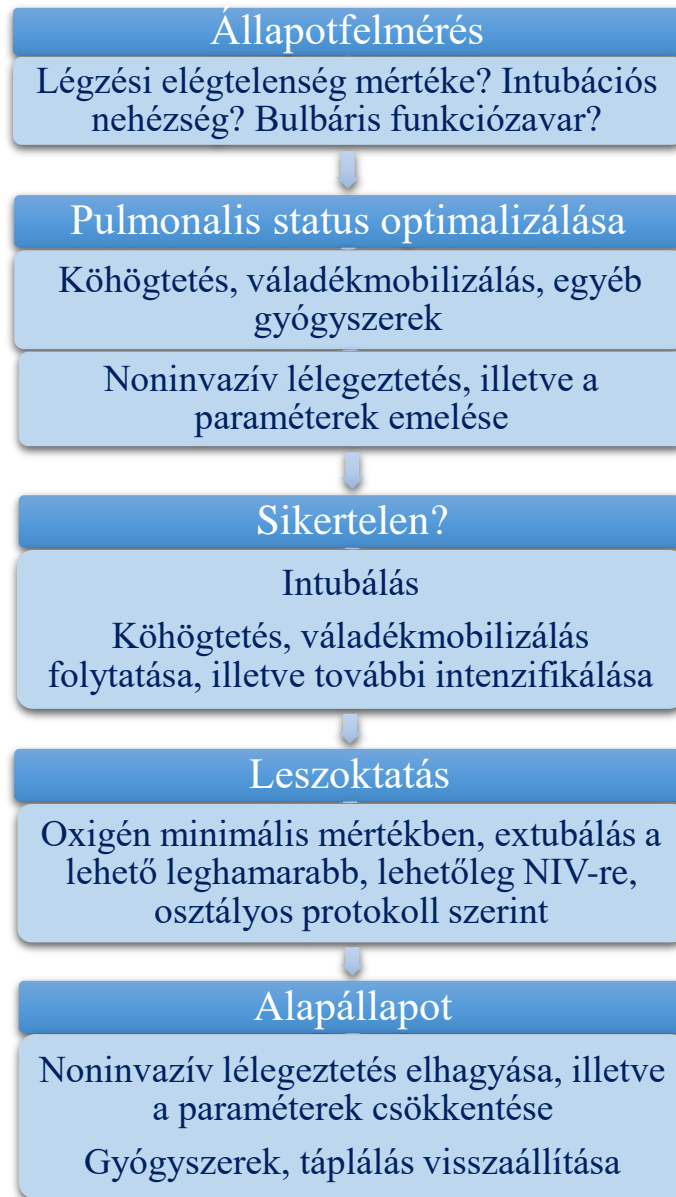 Állapotfelmérés
Légzési elégtelenség mértéke? Intubációs
nehézség? Bulbáris funkciózavar?
Pulmonalis status optimalizálása
Köhögtetés, váladékmobilizálás, egyéb
gyógyszerek
Noninvazív lélegeztetés, illetve a
paraméterek emelése
Sikertelen?
Intubálás
Köhögtetés, váladékmobilizálás
folytatása, illetve további intenzifikálása
Leszoktatás
Oxigén minimális mértékben, extubálás a
lehető leghamarabb, lehetőleg NIV-re,
osztályos protokoll szerint
Alapállapot
Noninvazív lélegeztetés elhagyása, illetve
a paraméterek csökkentése
Gyógyszerek, táplálás visszaállítása